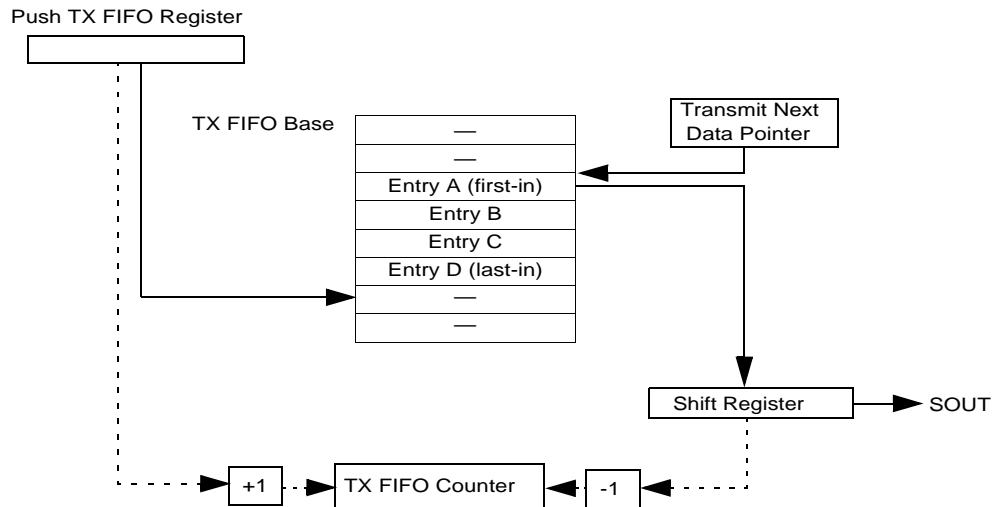 Push TX FIFO Register
TX FIFO Base
—
—
Entry A (first-in)
Entry B
Entry C
Entry D (last-in)
—
—
Transmit Next
Data Pointer
Shift Register
SOUT
+1
TX FIFO Counter
-1